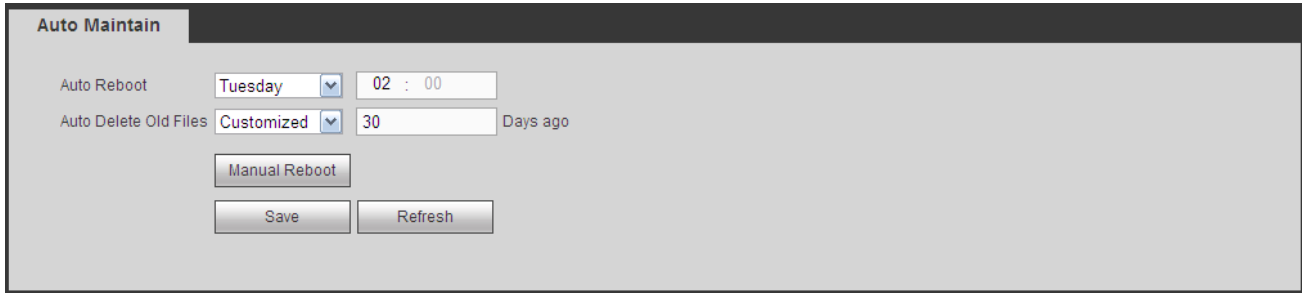 Auto Maintain
Auto Reboot Tuesday 02 : 00
Auto Delete Old Files Customized 30 Days ago
Manual Reboot
Save Refresh